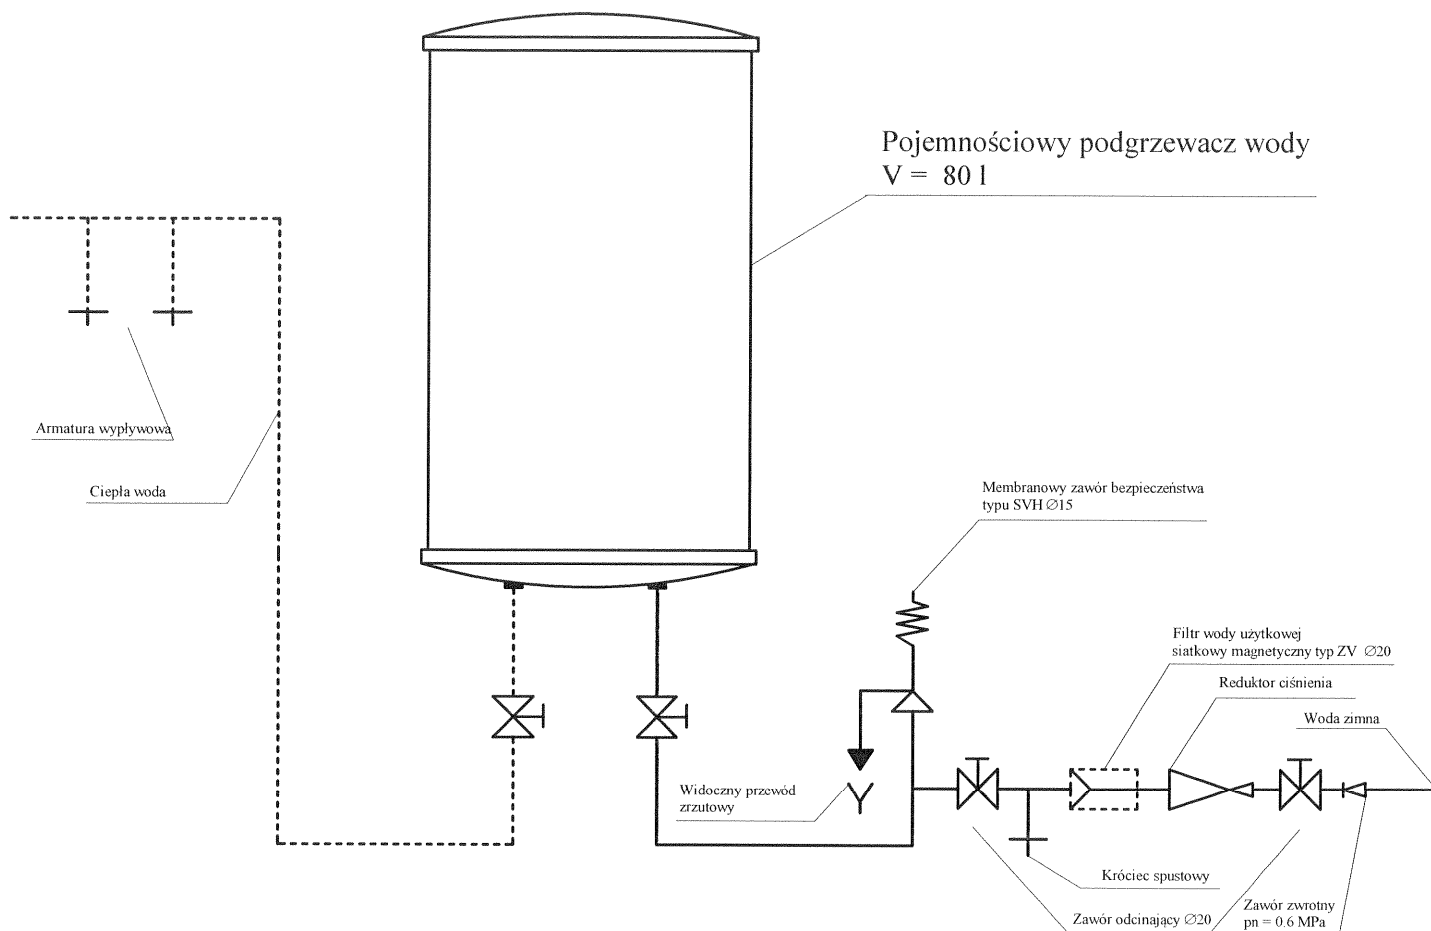 Pojemnościowy podgrzewacz wody
V = 80 l
Armatura wypływowa
Ciepła woda
Membranowy zawór bezpieczeństwa
typu SVH ∅15
Filtr wody użytkowej
siatkowy magnetyczny typ ZV ∅20
Reduktor ciśnienia
Woda zimna
Widoczny przewód
zrzutowy
Króciec spustowy
Zawór odcinający ∅20
Zawór zwrotny
pn = 0.6 MPa